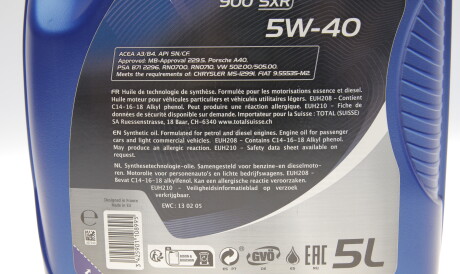 900 SXR
5W-40
ACEA A3/B4. API SN/CF.
Approved: MB-Approval 229.5. Porsche A40.
PSA B71 2296. RN0700. RN0710. VW 502.00/505.00.
Meets the requirements of: CHRYSLER MS-12991. FIAT 9.55535-M2.
FR Huile de technologie de synthèse. Formulée pour les motorisations essence et diesel.
Huile moteur pour véhicules particuliers et véhicules utilitaires légers. EUH208 - Contient
C14-16-18 Alkyl phenol. Peut produire une réaction allergique. EUH210 - Fiche de
données de sécurité disponible sur demande. Importateur pour la Suisse : TOTAL (SUISSE)
SA Raessenstrasse, 18 Baar, CH-6340 www.totalsuisse.ch
EN Synthetic oil. Formulated for petrol and diesel engines. Engine oil for passenger
cars and light commercial vehicles. EUH208 - Contains C14-16-18 Alkyl phenol.
May produce an allergic reaction. EUH210 - Safety data sheet available on
request.
NL Synthesetechnologie-olie. Samengesteld voor benzine-en dieselmoto-
ren. Motorolie voor personenauto's en lichte bedrijfswagens. EUH208 -
Bevat C14-16-18 alkylfenol. Kan een allergische reactie veroorzaken.
EUH210 - Veiligheidsinformatieblad op verzoek
verkrijgbaar.
EWC: 13 02 05
GVÖ
EAC
5L